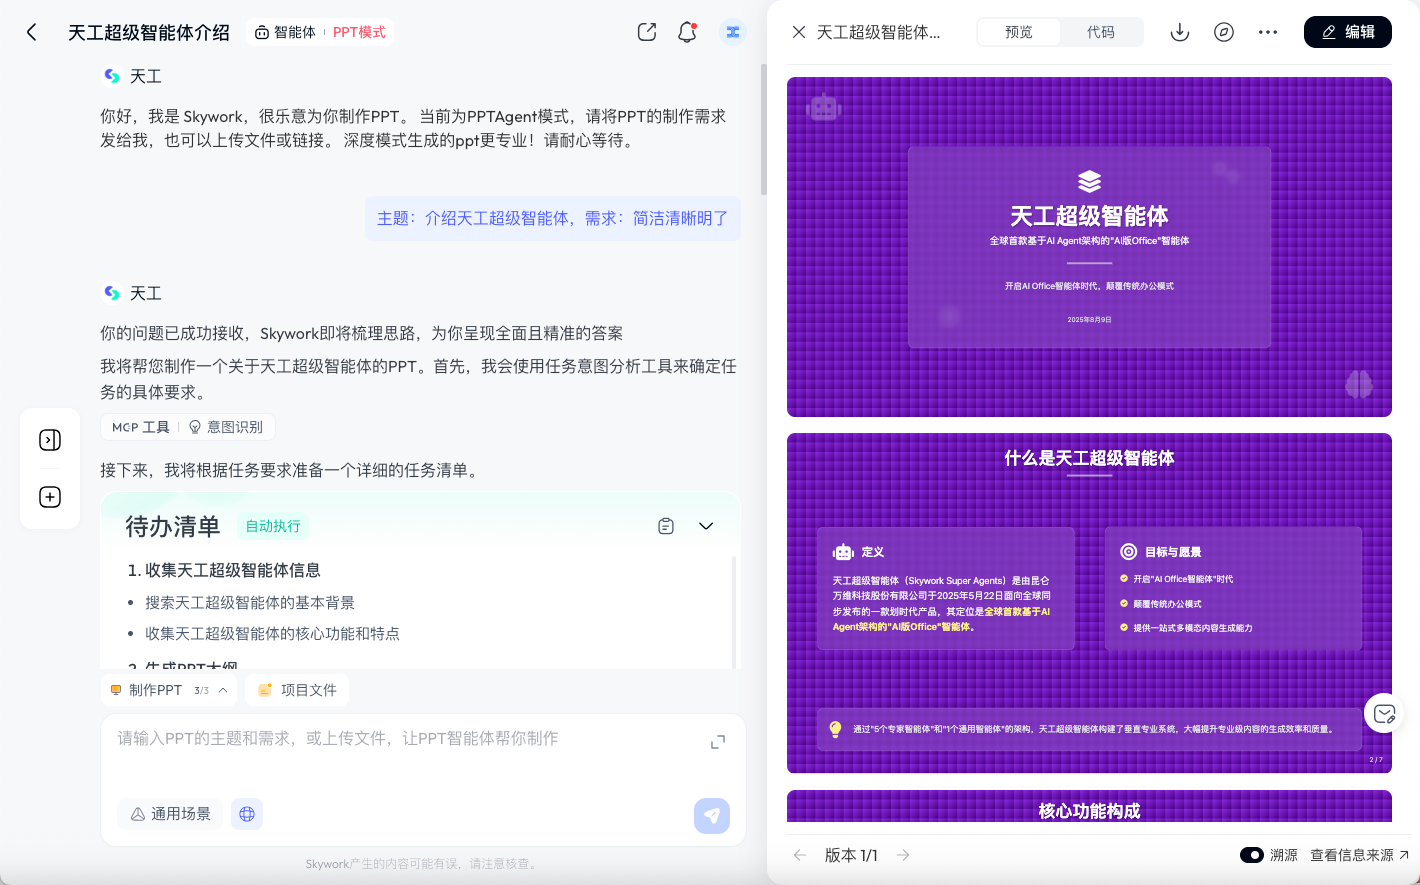 天工超级智能体介绍
智能体
PPT模式
天工
你好，我是 Skywork，很乐意为你制作PPT。 当前为PPTAgent模式，请将PPT的制作需求
发给我，也可以上传文件或链接。 深度模式生成的ppt更专业！请耐心等待。
主题：介绍天工超级智能体，需求：简洁清晰明了
天工
你的问题已成功接收，Skywork即将梳理思路，为你呈现全面且精准的答案
我将帮您制作一个关于天工超级智能体的PPT。首先，我会使用任务意图分析工具来确定任
务的具体要求。
MCP 工具
意图识别
接下来，我将根据任务要求准备一个详细的任务清单。
待办清单
自动执行
1. 收集天工超级智能体信息
• 搜索天工超级智能体的基本背景
• 收集天工超级智能体的核心功能和特点
2. 生成PPT大纲
制作PPT 3/3
项目文件
请输入PPT的主题和需求，或上传文件，让PPT智能体帮你制作
通用场景
Skywork产生的内容可能有误，请注意核查。
天工超级智能体...
预览
代码
编辑
天工超级智能体
全球首款基于AI Agent架构的"AI版Office"智能体
开启AI Office智能体时代，颠覆传统办公模式
2025年8月9日
什么是天工超级智能体
定义
天工超级智能体（Skywork Super Agents）是由昆仑
万维科技股份有限公司于2025年5月22日面向全球同
步发布的一款划时代产品，其定位是全球首款基于AI
Agent架构的"AI版Office"智能体。
目标与愿景
开启"AI Office智能体"时代
颠覆传统办公模式
提供一站式多模态内容生成能力
通过"5个专家智能体"和"1个通用智能体"的架构，天工超级智能体构建了垂直专业系统，大幅提升专业级内容的生成效率和质量。
2 / 7
核心功能构成
版本 1/1
溯源
查看信息来源